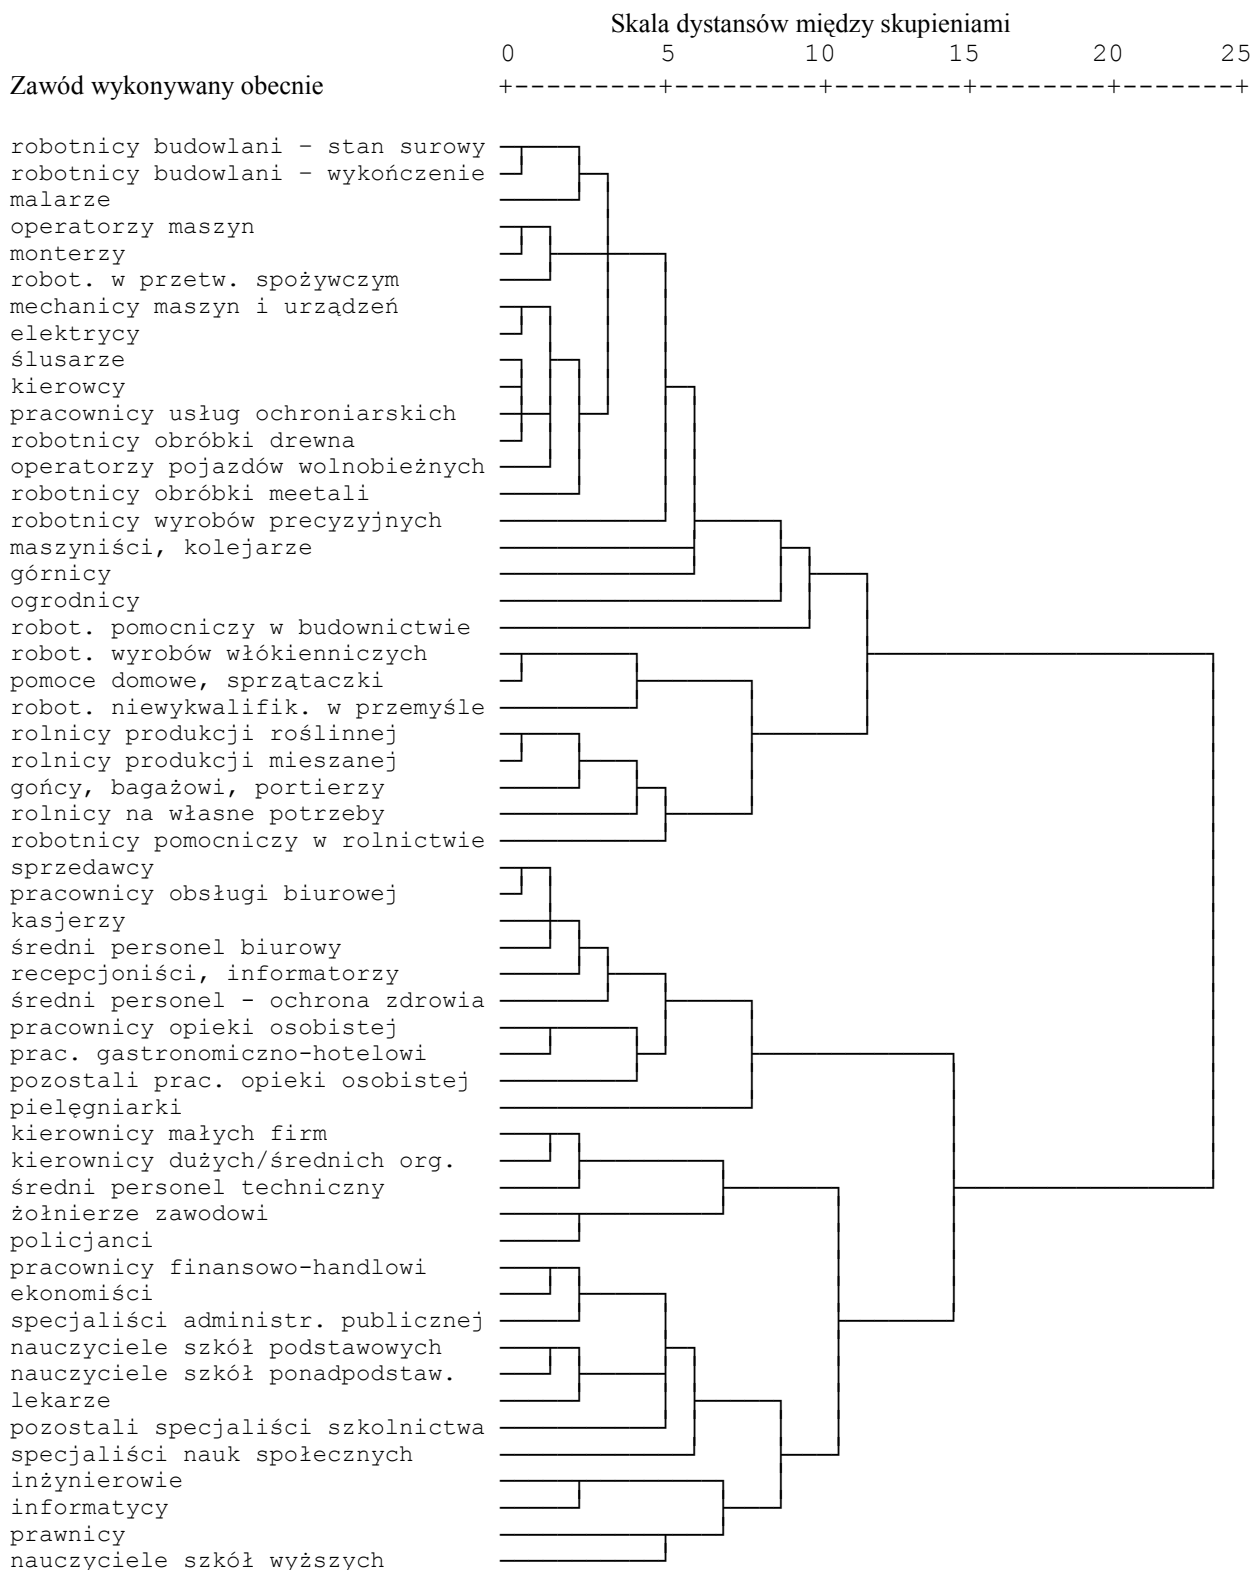 Skala dystansów między skupieniami
0 5 10 15 20 25
Zawód wykonywany obecnie +---------+---------+---------+---------+---------+
robotnicy budowlani – stan surowy
robotnicy budowlani – wykończenie
malarze
operatorzy maszyn
monterzy
robot. w przetw. spożywczym
mechanicy maszyn i urządzeń
elektrycy
ślusarze
kierowcy
pracownicy usług ochroniarskich
robotnicy obróbki drewna
operatorzy pojazdów wolnobieżnych
robotnicy obróbki meetali
robotnicy wyrobów precyzyjnych
maszyniści, kolejarze
górnicy
ogrodnicy
robot. pomocniczy w budownictwie
robot. wyrobów włókienniczych
pomoce domowe, sprzątaczki
robot. niewykwalifik. w przemyśle
rolnicy produkcji roślinnej
rolnicy produkcji mieszanej
gońcy, bagażowi, portierzy
rolnicy na własne potrzeby
robotnicy pomocniczy w rolnictwie
sprzedawcy
pracownicy obsługi biurowej
kasjerzy
średni personel biurowy
recepcjoniści, informatorzy
średni personel - ochrona zdrowia
pracownicy opieki osobistej
prac. gastronomiczno-hotelowi
pozostali prac. opieki osobistej
pielęgniarki
kierownicy małych firm
kierownicy dużych/średnich org.
średni personel techniczny
żołnierze zawodowi
policjanci
pracownicy finansowo-handlowi
ekonomiści
specjaliści administr. publicznej
nauczyciele szkół podstawowych
nauczyciele szkół ponadpodstaw.
lekarze
pozostali specjaliści szkolnictwa
specjaliści nauk społecznych
inżynierowie
informatycy
prawnicy
nauczyciele szkół wyższych